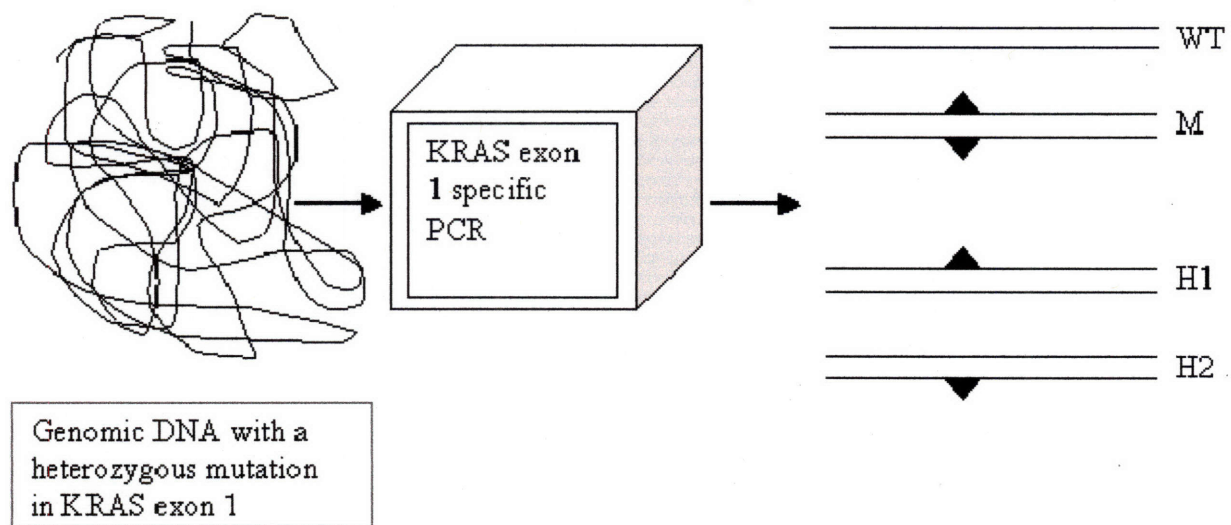 WT
M
KRAS exon
1 specific
PCR
H1
H2
Genomic DNA with a
heterozygous mutation
in KRAS exon 1